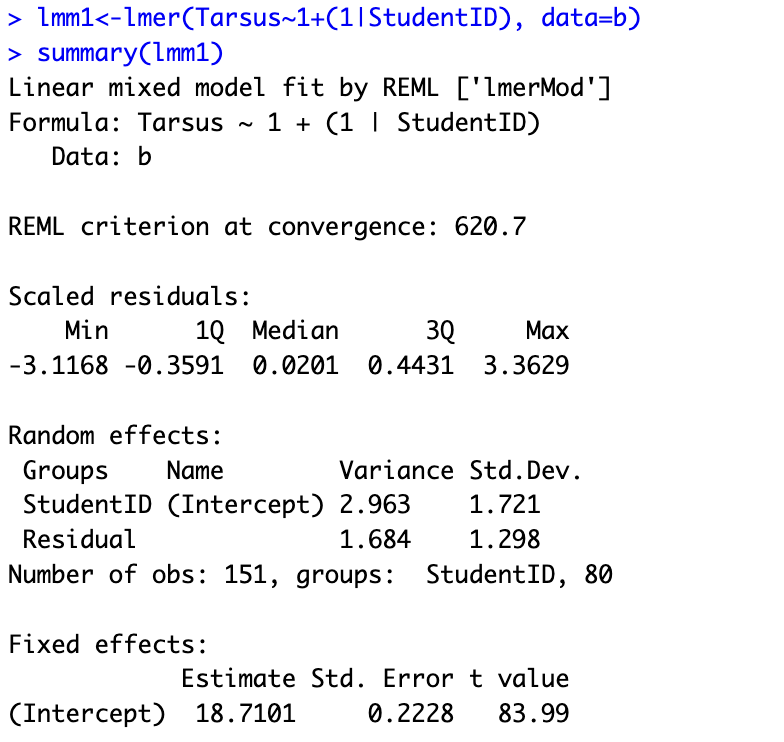 > lmm1<-lmer(Tarsus~1+(1|StudentID), data=b)
> summary(lmm1)
Linear mixed model fit by REML ['lmerMod']
Formula: Tarsus ~ 1 + (1 | StudentID)
   Data: b

REML criterion at convergence: 620.7

Scaled residuals:
    Min      1Q  Median      3Q     Max
-3.1168 -0.3591  0.0201  0.4431  3.3629

Random effects:
 Groups    Name        Variance Std.Dev.
 StudentID (Intercept) 2.963    1.721
 Residual              1.684    1.298
Number of obs: 151, groups:  StudentID, 80

Fixed effects:
            Estimate Std. Error t value
(Intercept)  18.7101     0.2228   83.99